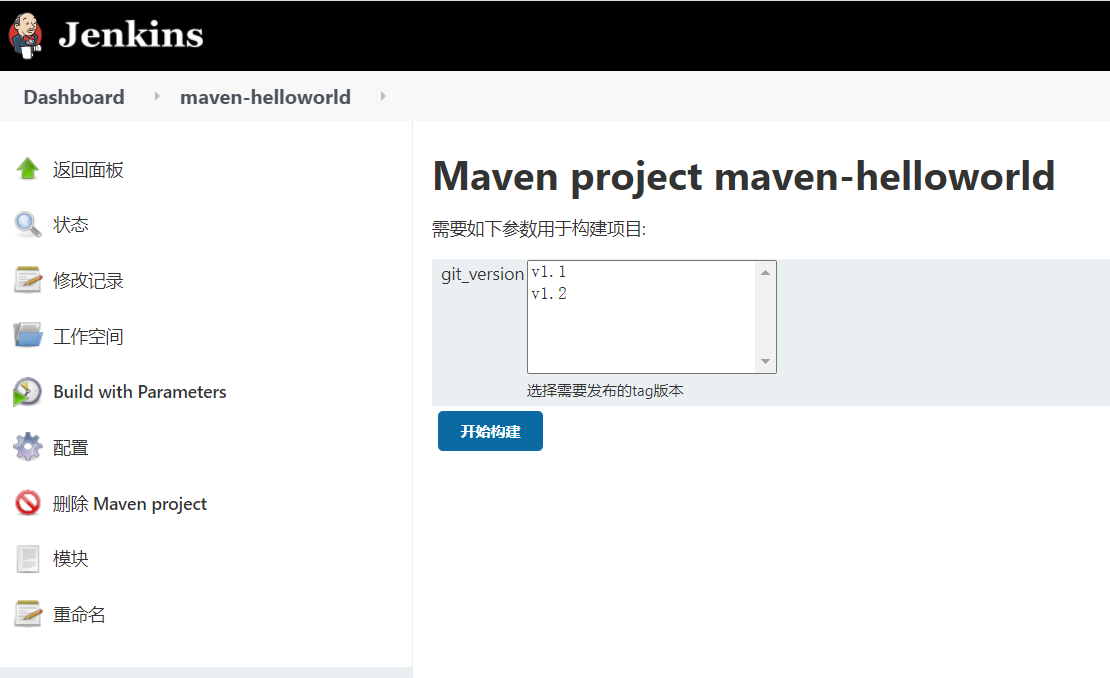 Jenkins
Dashboard
maven-helloworld
返回面板
状态
修改记录
工作空间
Build with Parameters
配置
删除 Maven project
模块
重命名
Maven project maven-helloworld
需要如下参数用于构建项目:
git_version
v1.1
v1.2
选择需要发布的tag版本
开始构建